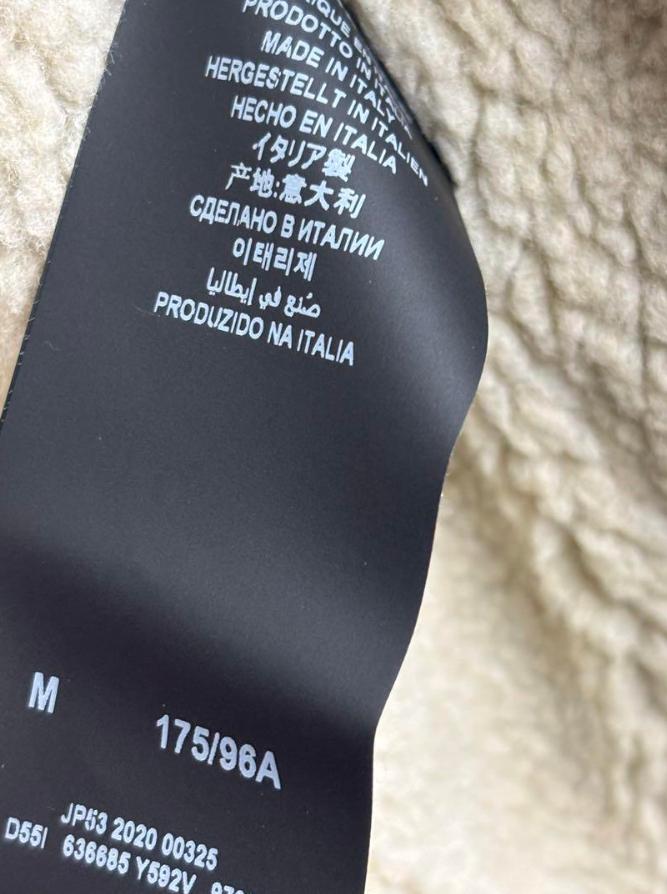 PRODOTTO IN
MADE IN ITALY
HERGESTELLT IN ITALIEN
HECHO EN ITALIA
イタリア製
产地:意大利
СДЕЛАНО В ИТАЛИИ
이태리제
صُنع في إيطاليا
PRODUZIDO NA ITALIA
M
175/96A
JP53 2020 00325
D55I 636685 Y592V